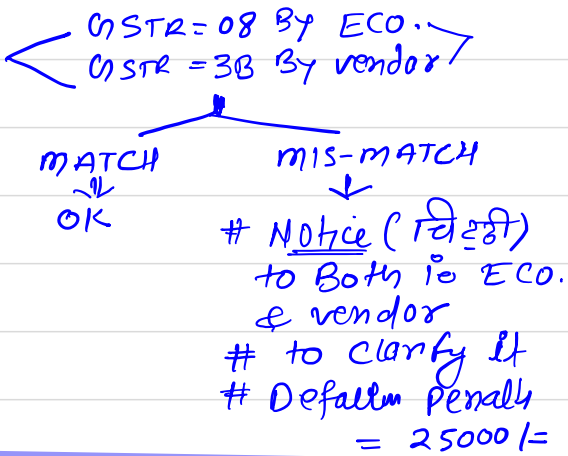 GSTR = 08 By ECO.
GSTR = 3B By vendor
MATCH
MIS-MATCH
OK
# Notice (चिट्ठी)
to Both ie ECO.
& vendor
# to clarify it
# Defaulm Penalty
= 25000/=